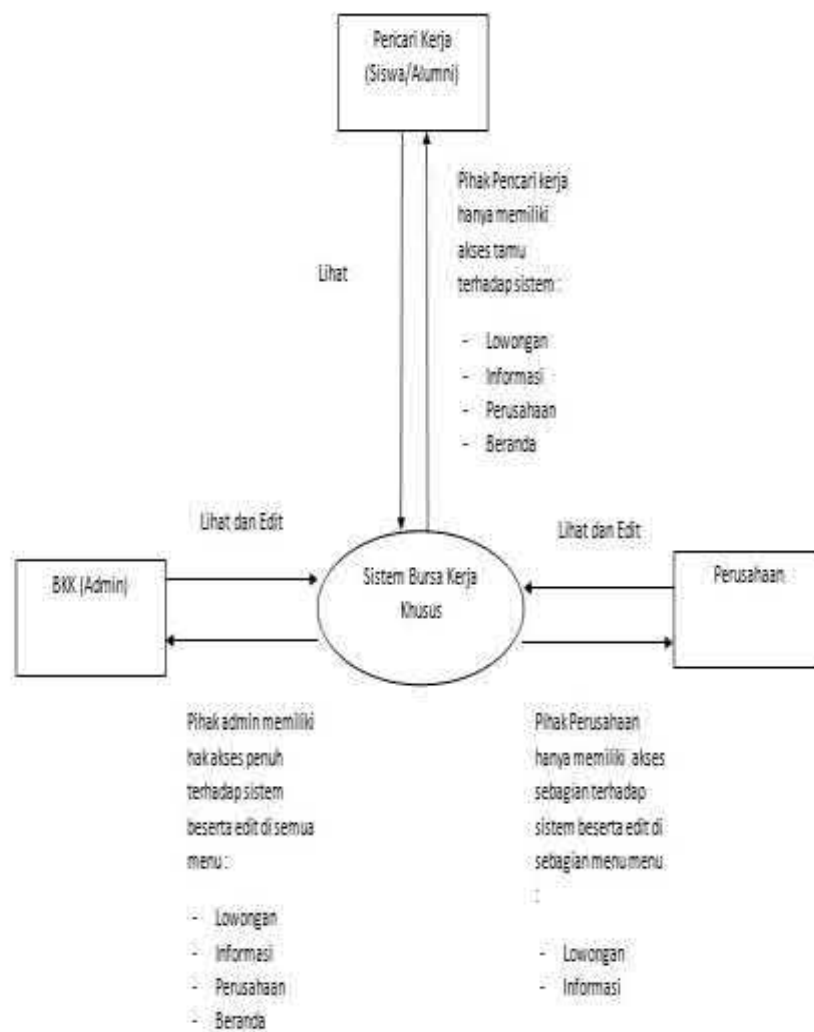 Pencari Kerja
(Siswa/Alumni)
Pihak Pencari kerja
hanya memiliki
akses tamu
terhadap sistem :
Lihat
- Lowongan
- Informasi
- Perusahaan
- Beranda
Lihat dan Edit
Lihat dan Edit
BKK (Admin)
Sistem Bursa Kerja
Khusus
Perusahaan
Pihak admin memiliki
hak akses penuh
terhadap sistem
beserta edit di semua
menu :
- Lowongan
- Informasi
- Perusahaan
- Beranda
Pihak Perusahaan
hanya memiliki akses
sebagian terhadap
sistem beserta edit di
sebagian menu menu
:
- Lowongan
- Informasi